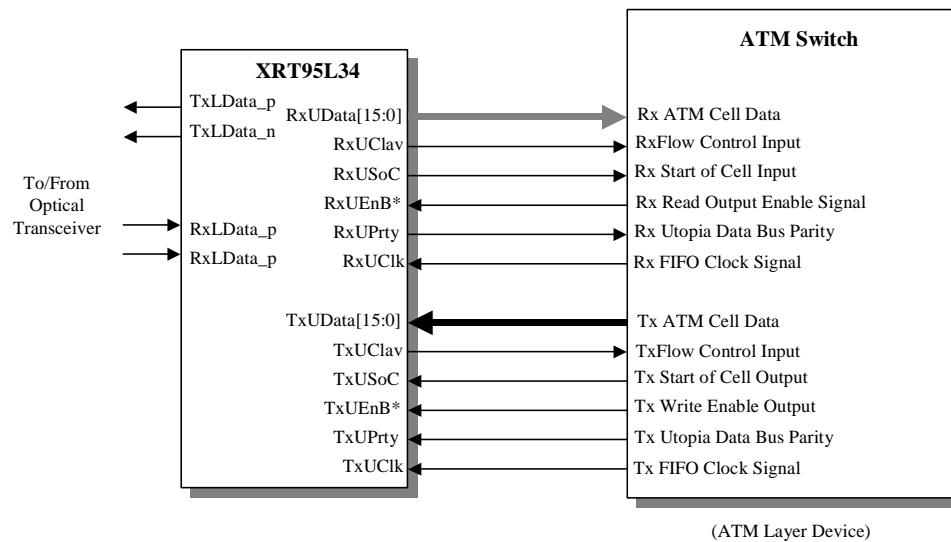 ATM Switch
XRT95L34
TxLData_p
TxLData_n
To/From
Optical
Transceiver
RxLData_p
RxLData_p
RxUData[15:0]
RxUClav
RxUSoC
RxUEnB*
RxUPrty
RxUClk
TxUData[15:0]
TxUClav
TxUSoC
TxUEnB*
TxUPrty
TxUClk
Rx ATM Cell Data
RxFlow Control Input
Rx Start of Cell Input
Rx Read Output Enable Signal
Rx Utopia Data Bus Parity
Rx FIFO Clock Signal
Tx ATM Cell Data
TxFlow Control Input
Tx Start of Cell Output
Tx Write Enable Output
Tx Utopia Data Bus Parity
Tx FIFO Clock Signal
(ATM Layer Device)